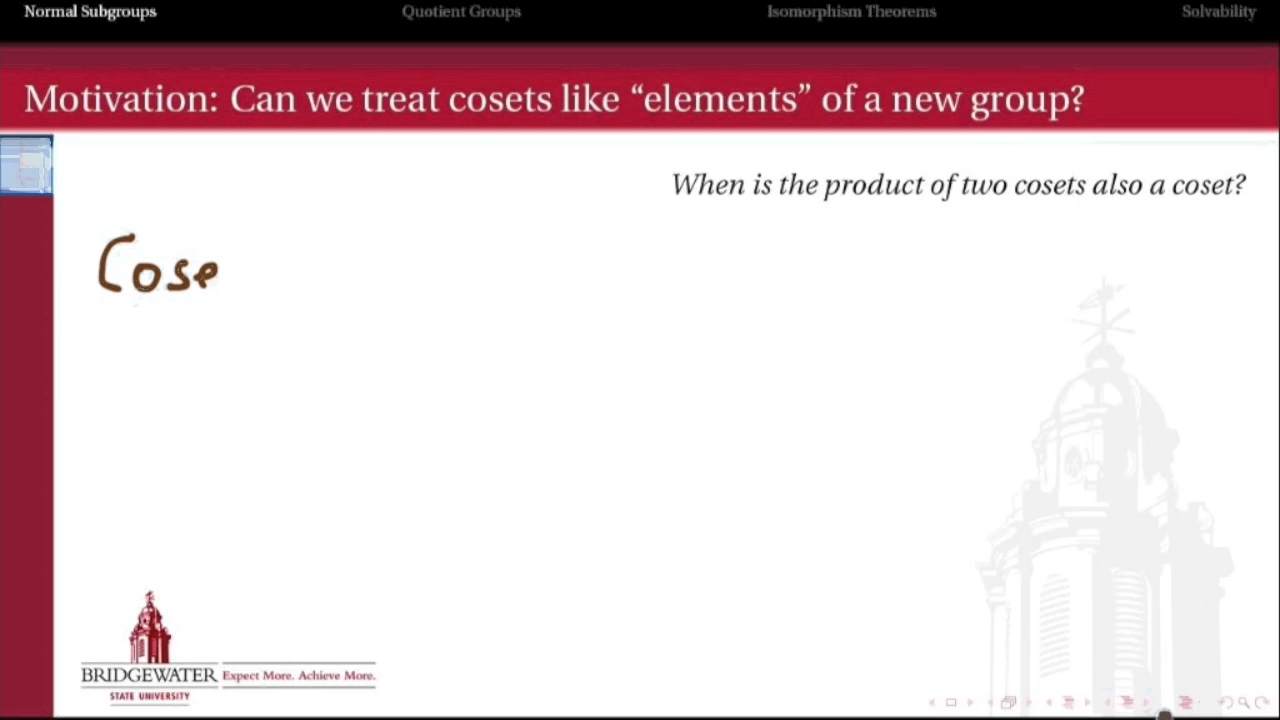 Normal Subgroups Quotient Groups Isomorphism Theorems Solvability
Motivation: Can we treat cosets like “elements” of a new group?
When is the product of two cosets also a coset?
Cose
BRIDGEWATER Expect More. Achieve More.
STATE UNIVERSITY